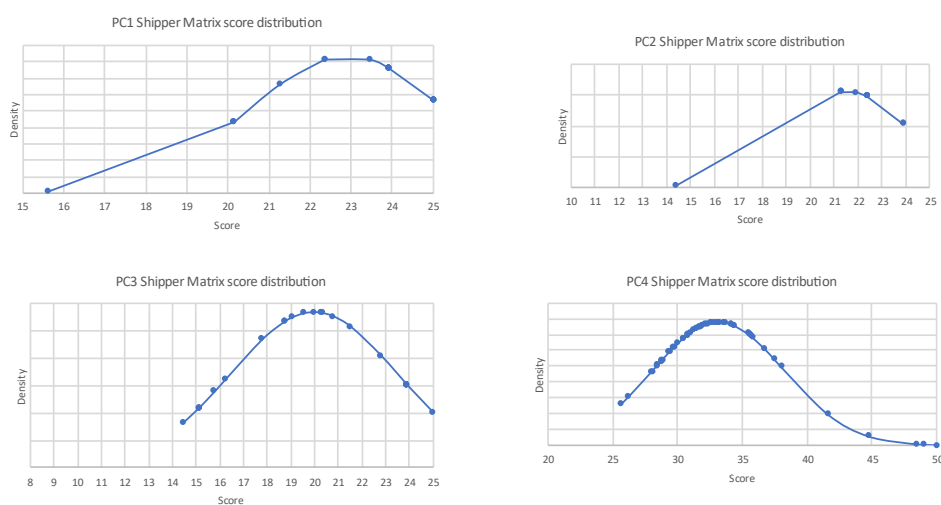 PC1 Shipper Matrix score distribution
Density
15 16 17 18 19 20 21 22 23 24 25
Score
PC2 Shipper Matrix score distribution
Density
10 11 12 13 14 15 16 17 18 19 20 21 22 23 24 25
Score
PC3 Shipper Matrix score distribution
Density
8 9 10 11 12 13 14 15 16 17 18 19 20 21 22 23 24 25
Score
PC4 Shipper Matrix score distribution
Density
20 25 30 35 40 45 50
Score